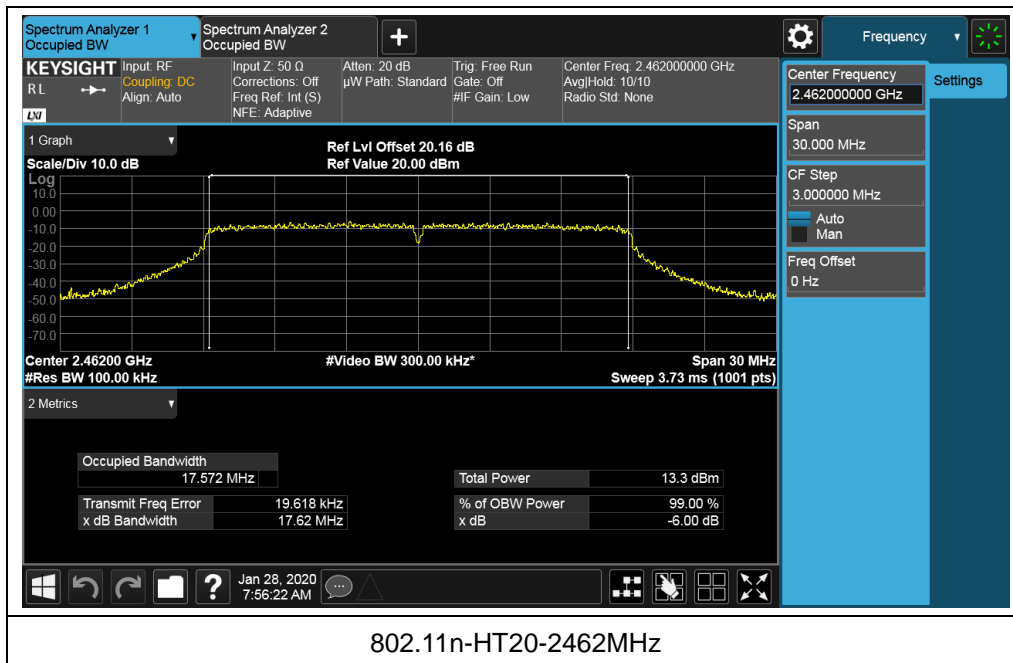 Spectrum Analyzer 1
Occupied BW
Spectrum Analyzer 2
Occupied BW
Frequency
KEYSIGHT
RL
LXI
Input: RF
Coupling: DC
Align: Auto
Input Z: 50 Ω
Corrections: Off
Freq Ref: Int (S)
NFE: Adaptive
Atten: 20 dB
µW Path: Standard
Trig: Free Run
Gate: Off
#IF Gain: Low
Center Freq: 2.462000000 GHz
Avg|Hold: 10/10
Radio Std: None
Center Frequency
2.462000000 GHz
Settings
Span
30.000 MHz
CF Step
3.000000 MHz
Auto
Man
Freq Offset
0 Hz
1 Graph
Scale/Div 10.0 dB
Ref Lvl Offset 20.16 dB
Ref Value 20.00 dBm
Log
10.0
0.00
-10.0
-20.0
-30.0
-40.0
-50.0
-60.0
-70.0
Center 2.46200 GHz
#Video BW 300.00 kHz*
Span 30 MHz
#Res BW 100.00 kHz
Sweep 3.73 ms (1001 pts)
2 Metrics
Occupied Bandwidth
17.572 MHz
Total Power 13.3 dBm
Transmit Freq Error 19.618 kHz
% of OBW Power 99.00 %
x dB Bandwidth 17.62 MHz
x dB -6.00 dB
?
Jan 28, 2020
7:56:22 AM
802.11n-HT20-2462MHz